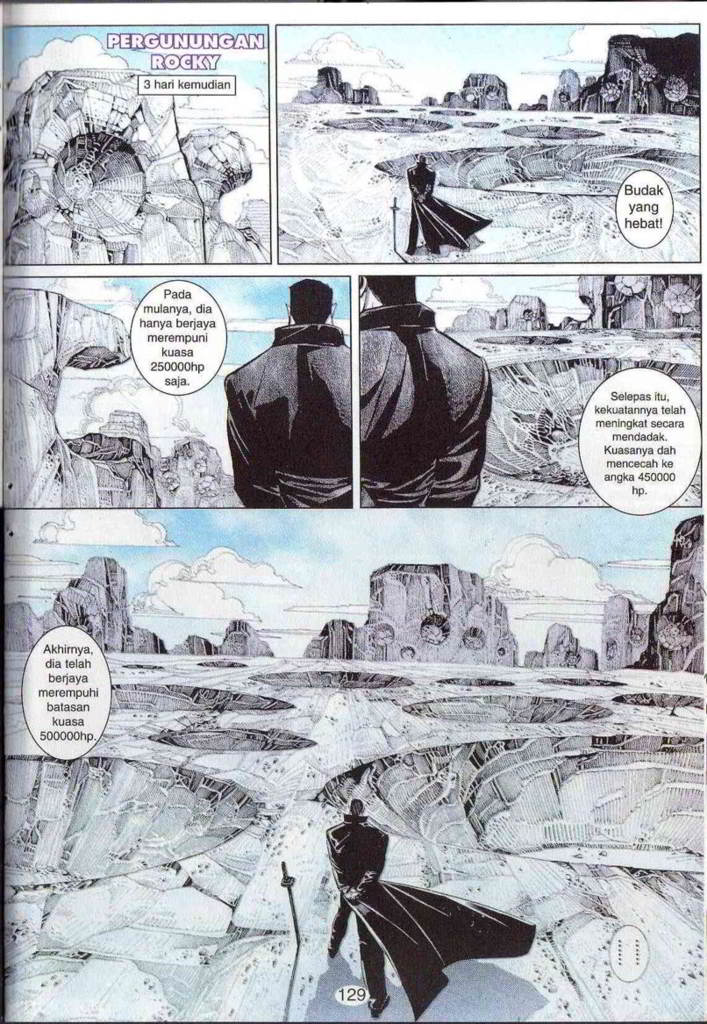 PERGUNUNGAN
ROCKY
3 hari kemudian
Budak
yang
hebat!
Pada
mulanya, dia
hanya berjaya
merempuni
kuasa
250000hp
saja.
Selepas itu,
kekuatannya telah
meningkat secara
mendadak.
Kuasanya dah
mencecah ke
angka 450000
hp.
Akhirnya,
dia telah
berjaya
merempuhi
batasan
kuasa
500000hp.
......
129